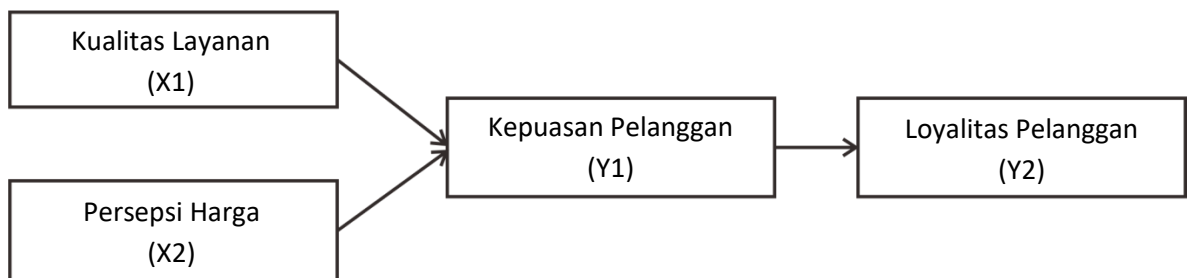 Kualitas Layanan
(X1)
Persepsi Harga
(X2)
Kepuasan Pelanggan
(Y1)
Loyalitas Pelanggan
(Y2)